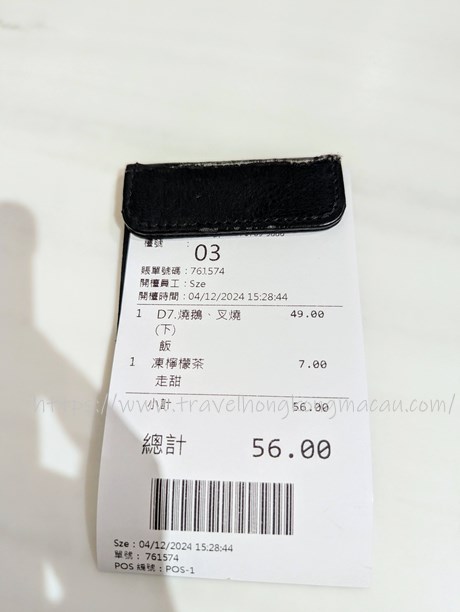 檯號 :
03
賬單號碼 : 761574
開檯員工 : Sze
開檯時間 : 04/12/2024 15:28:44
1 D7.燒鵝、叉燒 49.00
(下)
飯
1 凍檸檬茶 7.00
走甜
小計 56.00
https://www.travelhongkongmacau.com/
總計 56.00
Sze : 04/12/2024 15:28:44
單號 : 761574
POS 線號 : POS-1